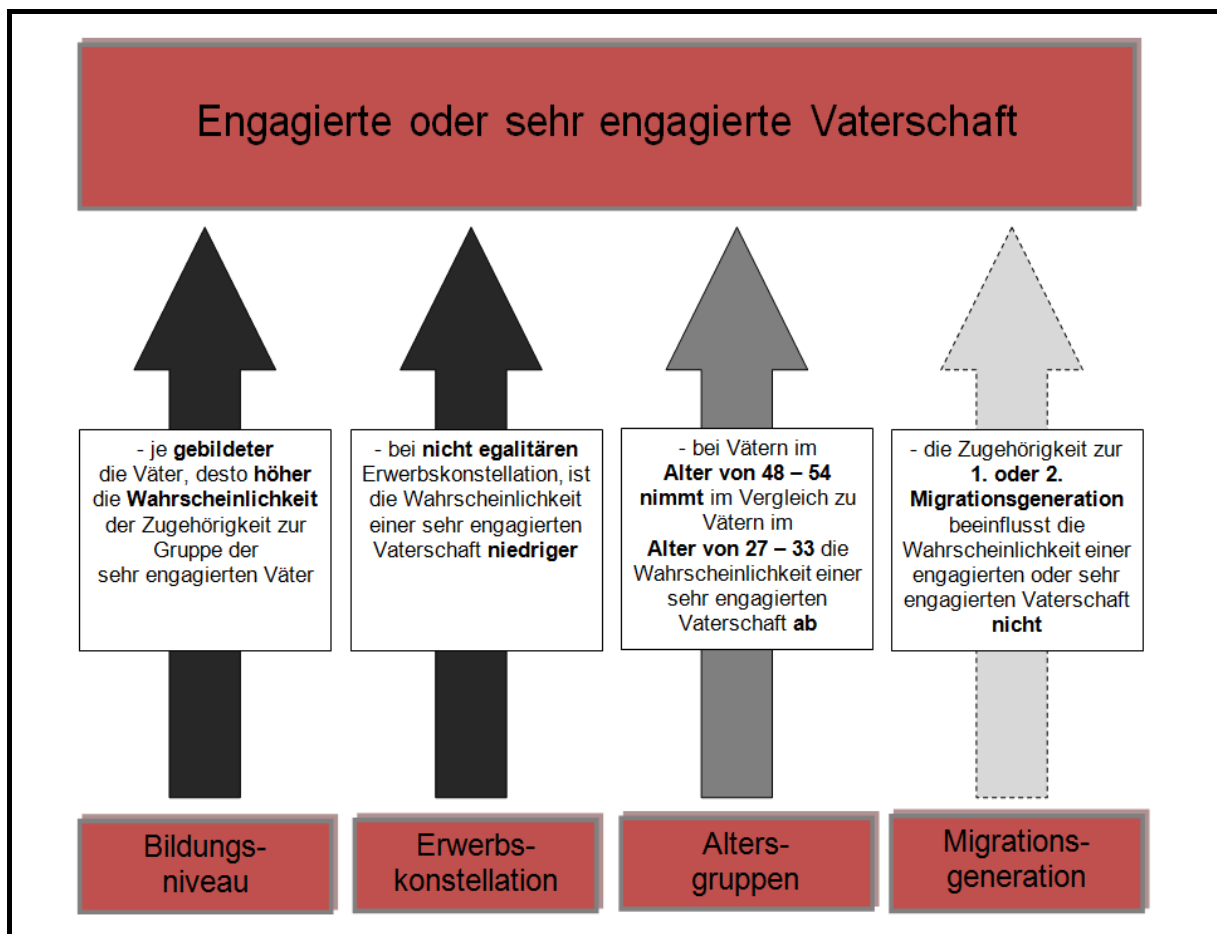 Engagierte oder sehr engagierte Vaterschaft
- je gebildeter
die Väter, desto höher
die Wahrscheinlichkeit
der Zugehörigkeit zur
Gruppe der
sehr engagierten Väter
- bei nicht egalitären
Erwerbskonstellation, ist
die Wahrscheinlichkeit
einer sehr engagierten
Vaterschaft niedriger
- bei Vätern im
Alter von 48 – 54
nimmt im Vergleich zu
Vätern im
Alter von 27 – 33 die
Wahrscheinlichkeit einer
sehr engagierten
Vaterschaft ab
- die Zugehörigkeit zur
1. oder 2.
Migrationsgeneration
beeinflusst die
Wahrscheinlichkeit einer
engagierten oder sehr
engagierten Vaterschaft
nicht
Bildungs-
niveau
Erwerbs-
konstellation
Alters-
gruppen
Migrations-
generation